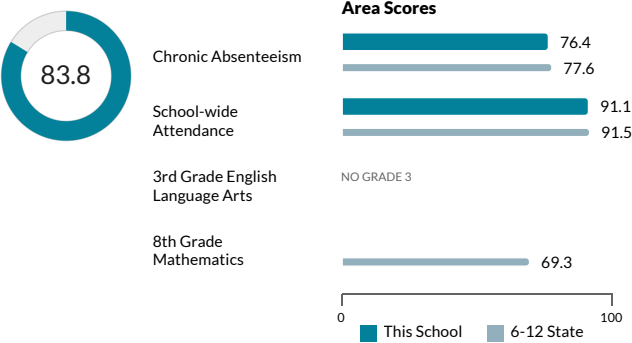 Area Scores
83.8
Chronic Absenteeism
76.4
77.6
School-wide
Attendance
91.1
91.5
3rd Grade English
Language Arts
NO GRADE 3
8th Grade
Mathematics
69.3
0
100
This School
6-12 State